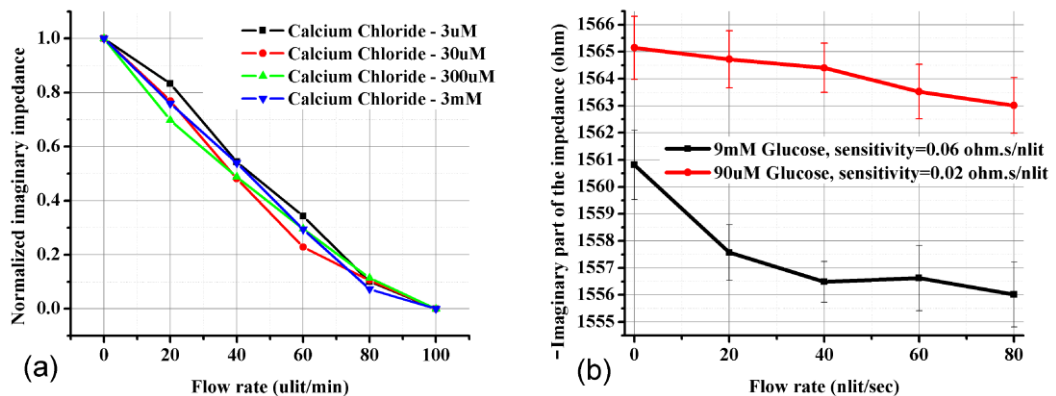 Calcium Chloride - 3uM
Calcium Chloride - 30uM
Calcium Chloride - 300uM
Calcium Chloride - 3mM
Normalized imaginary impedance
1.0
0.8
0.6
0.4
0.2
0.0
0 20 40 60 80 100
Flow rate (ulit/min)
(a)
−Imaginary part of the impedance (ohm)
1566
1565
1564
1563
1562
1561
1560
1559
1558
1557
1556
1555
9mM Glucose, sensitivity=0.06 ohm.s/nlit
90uM Glucose, sensitivity=0.02 ohm.s/nlit
0 20 40 60 80
Flow rate (nlit/sec)
(b)